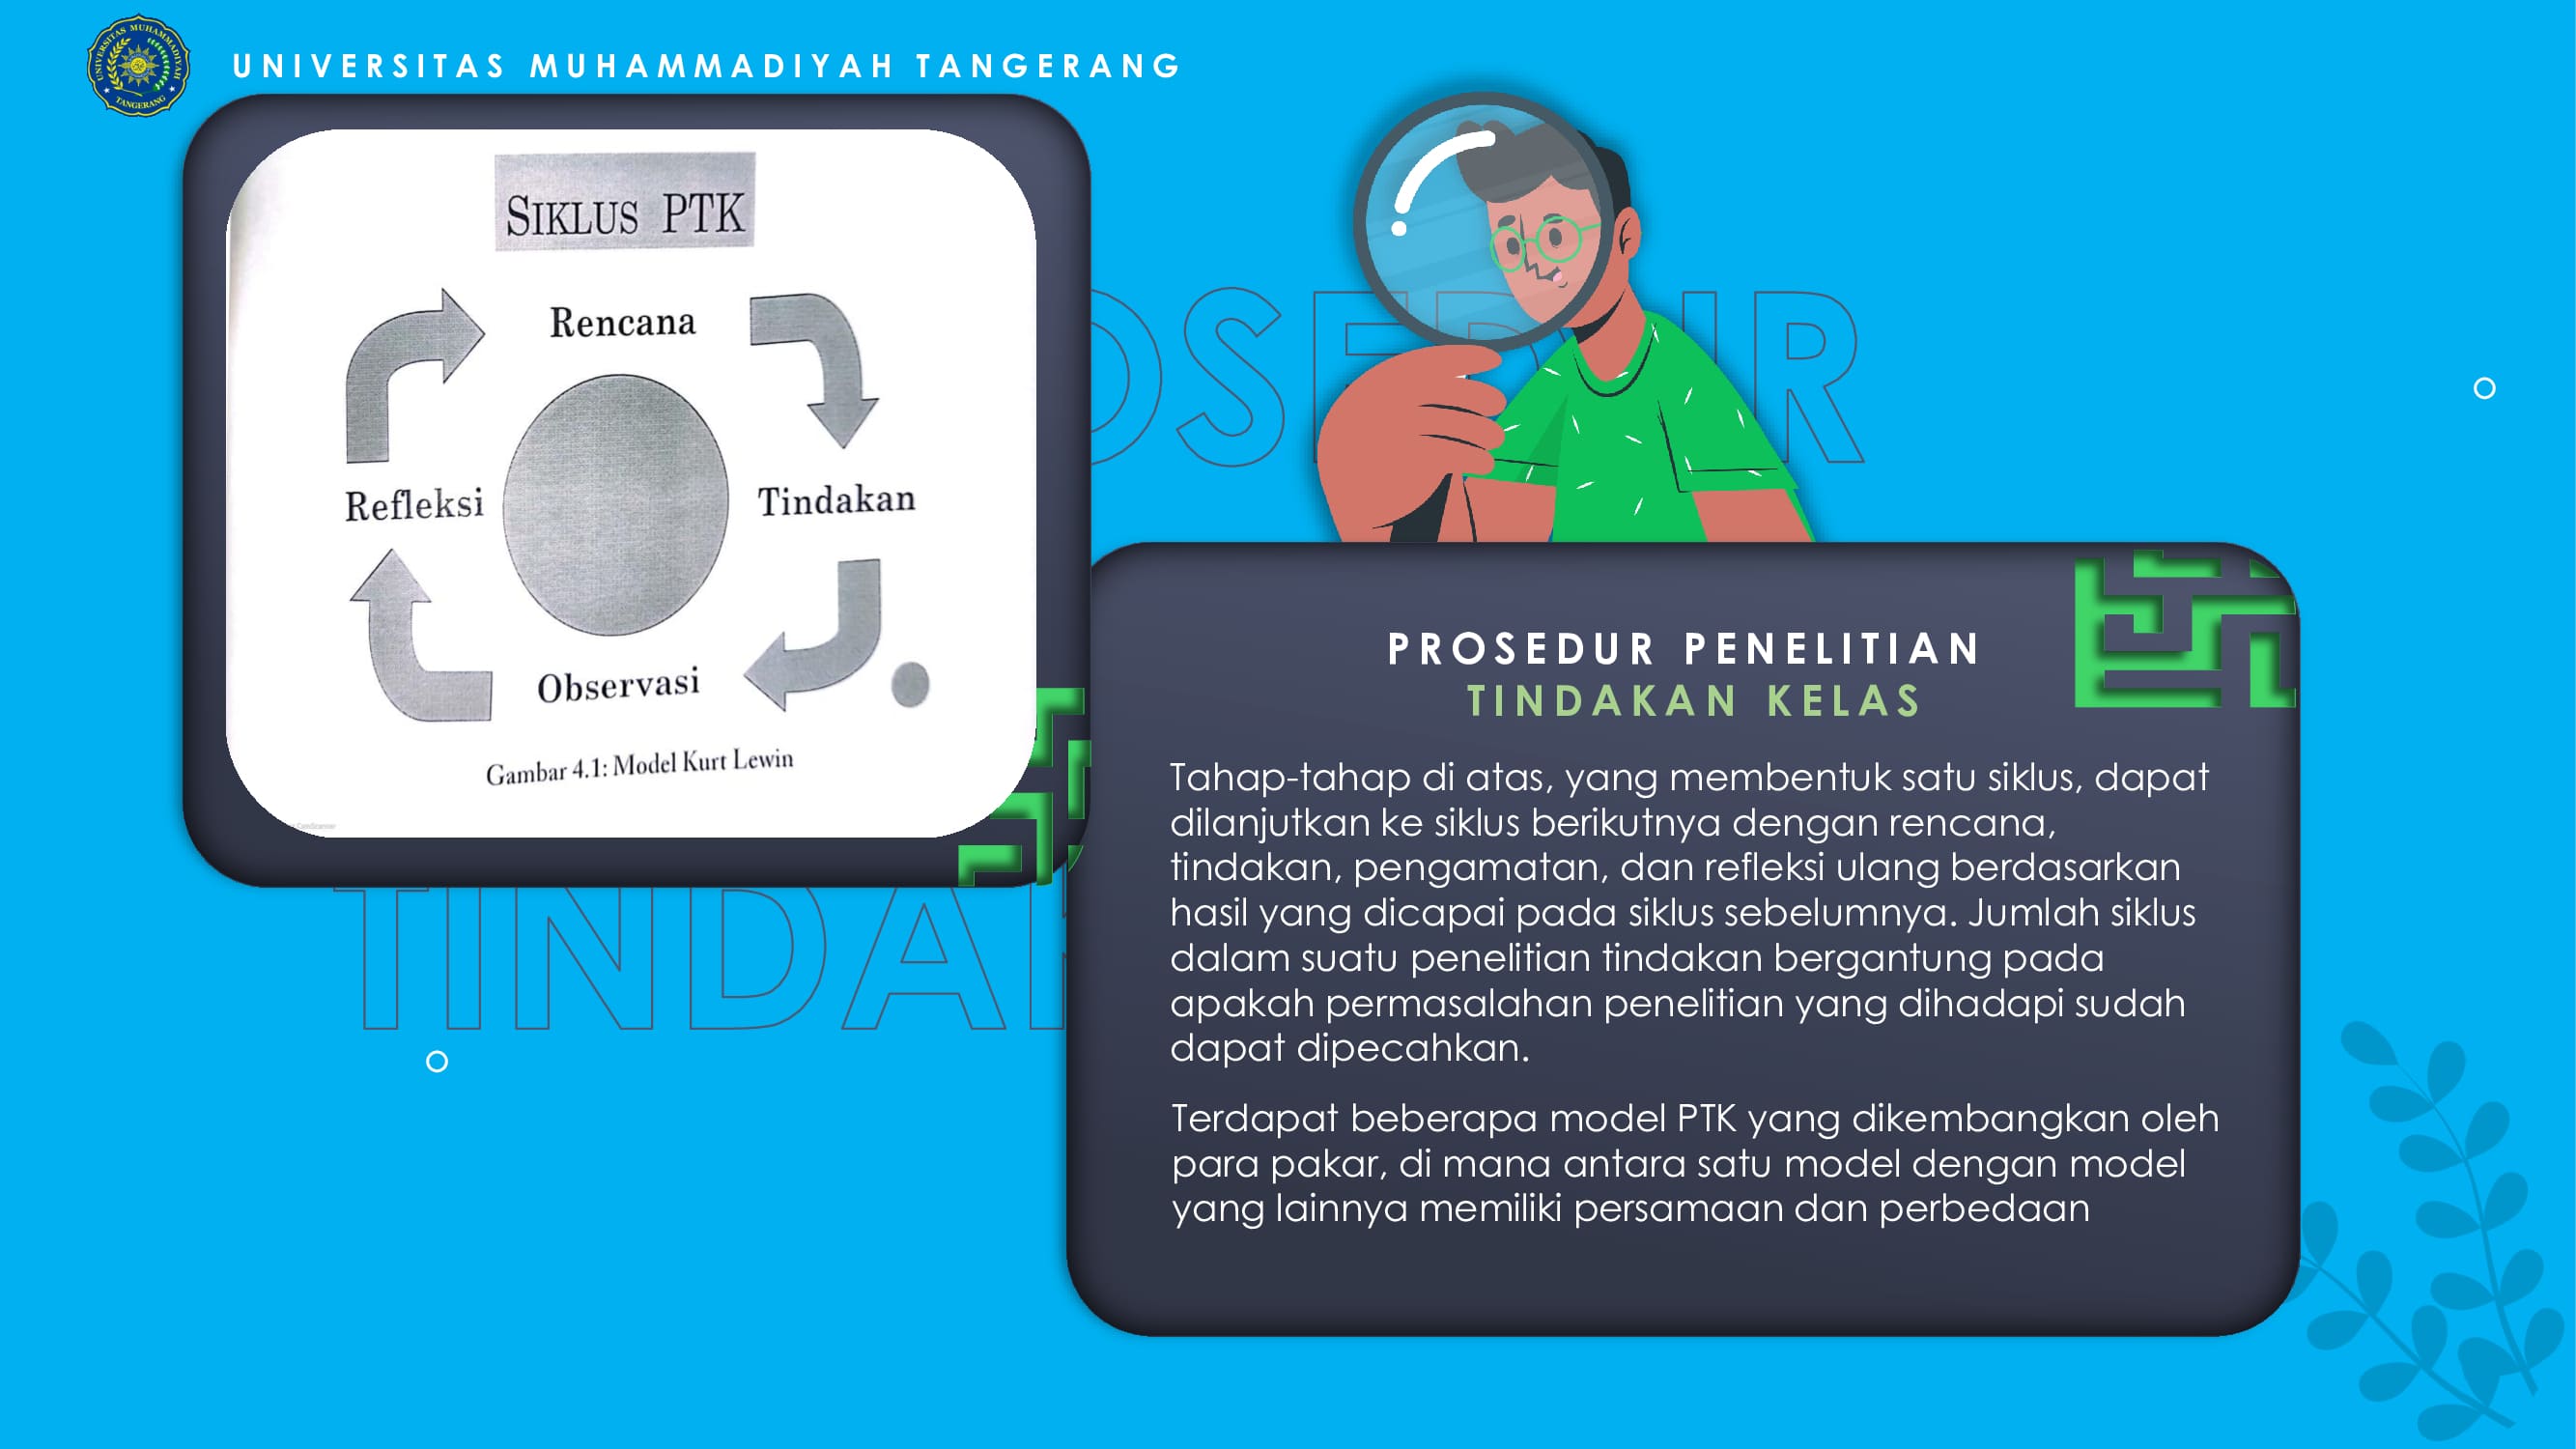 UNIVERSITAS MUHAMMADIYAH TANGERANG
UNIVERSITAS MUHAMMADIYAH
TANGERANG
SIKLUS PTK
Rencana
Refleksi
Tindakan
Observasi
Gambar 4.1: Model Kurt Lewin
PROSEDUR PENELITIAN
TINDAKAN KELAS
Tahap-tahap di atas, yang membentuk satu siklus, dapat
dilanjutkan ke siklus berikutnya dengan rencana,
tindakan, pengamatan, dan refleksi ulang berdasarkan
hasil yang dicapai pada siklus sebelumnya. Jumlah siklus
dalam suatu penelitian tindakan bergantung pada
apakah permasalahan penelitian yang dihadapi sudah
dapat dipecahkan.
Terdapat beberapa model PTK yang dikembangkan oleh
para pakar, di mana antara satu model dengan model
yang lainnya memiliki persamaan dan perbedaan